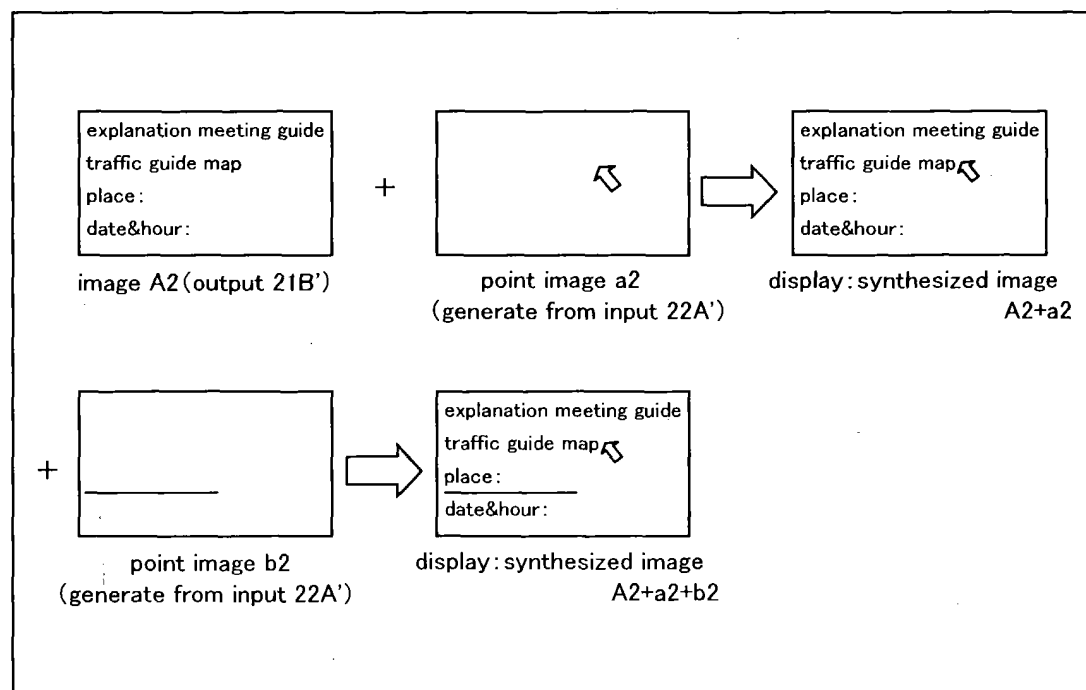 explanation meeting guide
traffic guide map
place:
date&hour:
image A2(output 21B')
+
point image a2
(generate from input 22A')
explanation meeting guide
traffic guide map
place:
date&hour:
display:synthesized image
A2+a2
+
point image b2
(generate from input 22A')
explanation meeting guide
traffic guide map
place:
date&hour:
display:synthesized image
A2+a2+b2